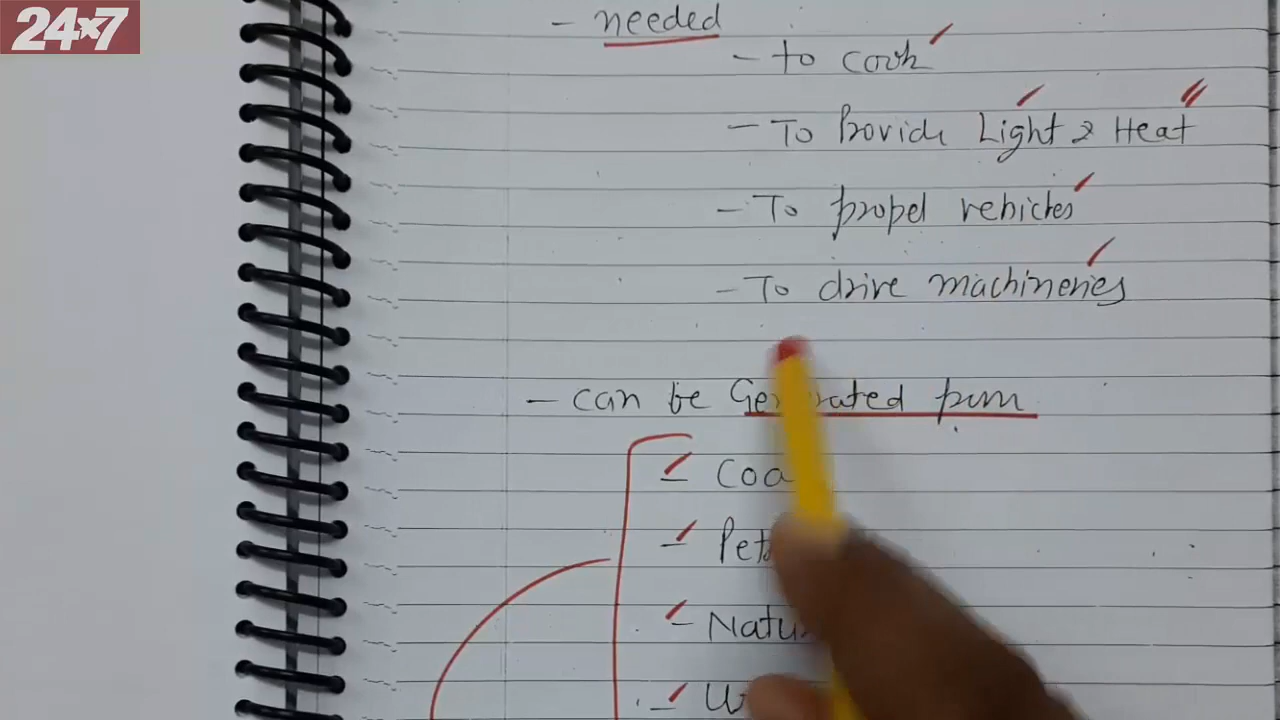 24x7
- needed
- to cook
- To Provide Light & Heat
- To propel vehicles
- To drive machineries
- can be Generated from
- Coa
- Pet
- Natu